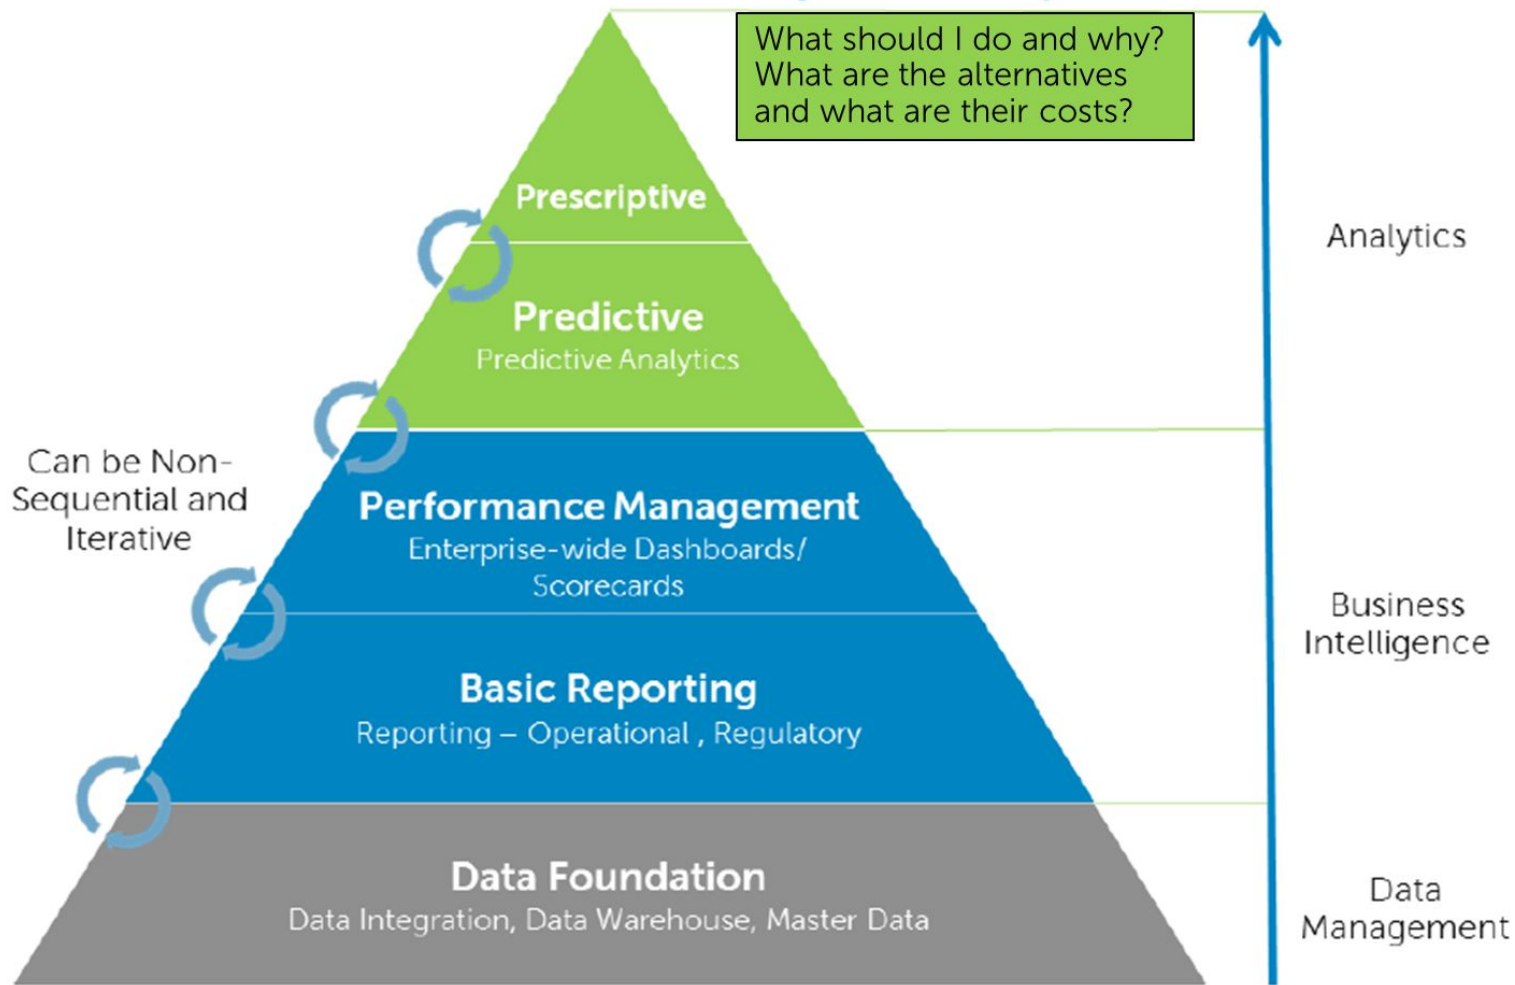 What should I do and why?
What are the alternatives
and what are their costs?
Prescriptive
Analytics
Predictive
Predictive Analytics
Can be Non-
Sequential and
Iterative
Performance Management
Enterprise-wide Dashboards/
Scorecards
Business
Intelligence
Basic Reporting
Reporting – Operational , Regulatory
Data Foundation
Data Integration, Data Warehouse, Master Data
Data
Management